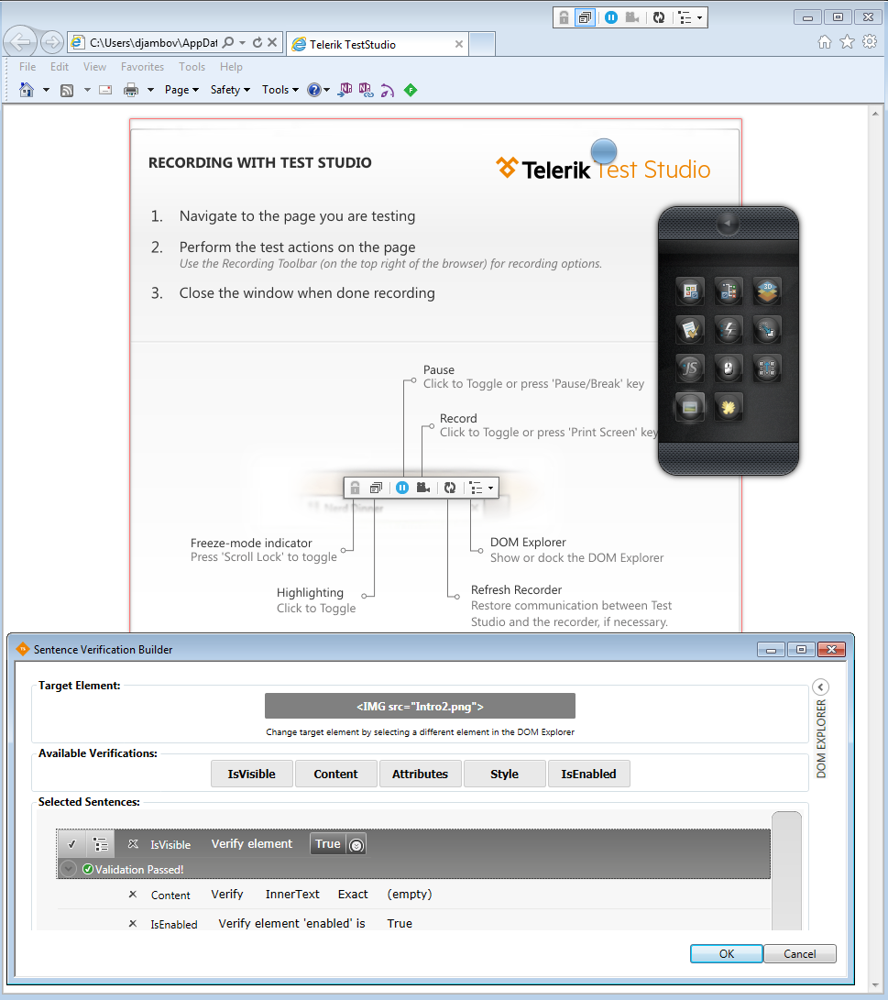 C:\Users\djambov\AppDat
Telerik TestStudio
File Edit View Favorites Tools Help
Page Safety Tools
RECORDING WITH TEST STUDIO
Telerik Test Studio
1. Navigate to the page you are testing
2. Perform the test actions on the page
Use the Recording Toolbar (on the top right of the browser) for recording options.
3. Close the window when done recording
3D
JS
Pause
Click to Toggle or press 'Pause/Break' key
Record
Click to Toggle or press 'Print Screen' key
Nerd Dinner
Freeze-mode indicator
Press 'Scroll Lock' to toggle
DOM Explorer
Show or dock the DOM Explorer
Highlighting
Click to Toggle
Refresh Recorder
Restore communication between Test
Studio and the recorder, if necessary.
Sentence Verification Builder
Target Element:
<IMG src="Intro2.png">
Change target element by selecting a different element in the DOM Explorer
DOM EXPLORER
Available Verifications:
IsVisible Content Attributes Style IsEnabled
Selected Sentences:
IsVisible Verify element True
Validation Passed!
Content Verify InnerText Exact (empty)
IsEnabled Verify element 'enabled' is True
OK Cancel